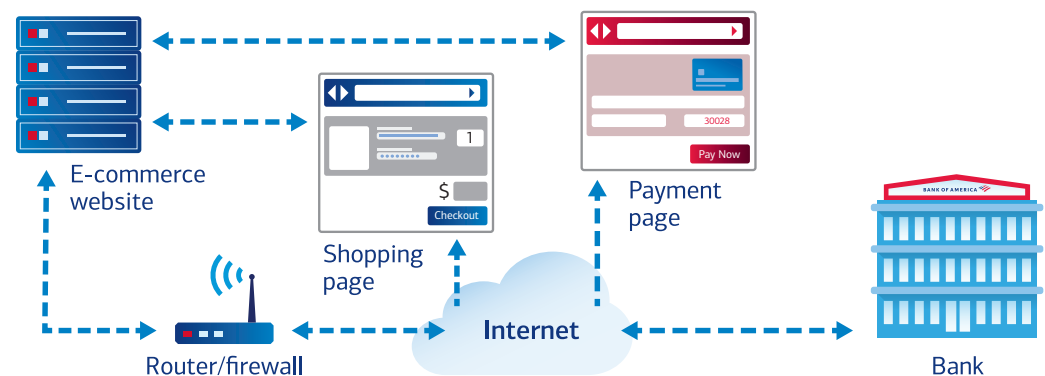 30028
1
Pay Now
E-commerce
website
$
Checkout
Payment
page
BANK OF AMERICA
Shopping
page
Internet
Router/firewall
Bank